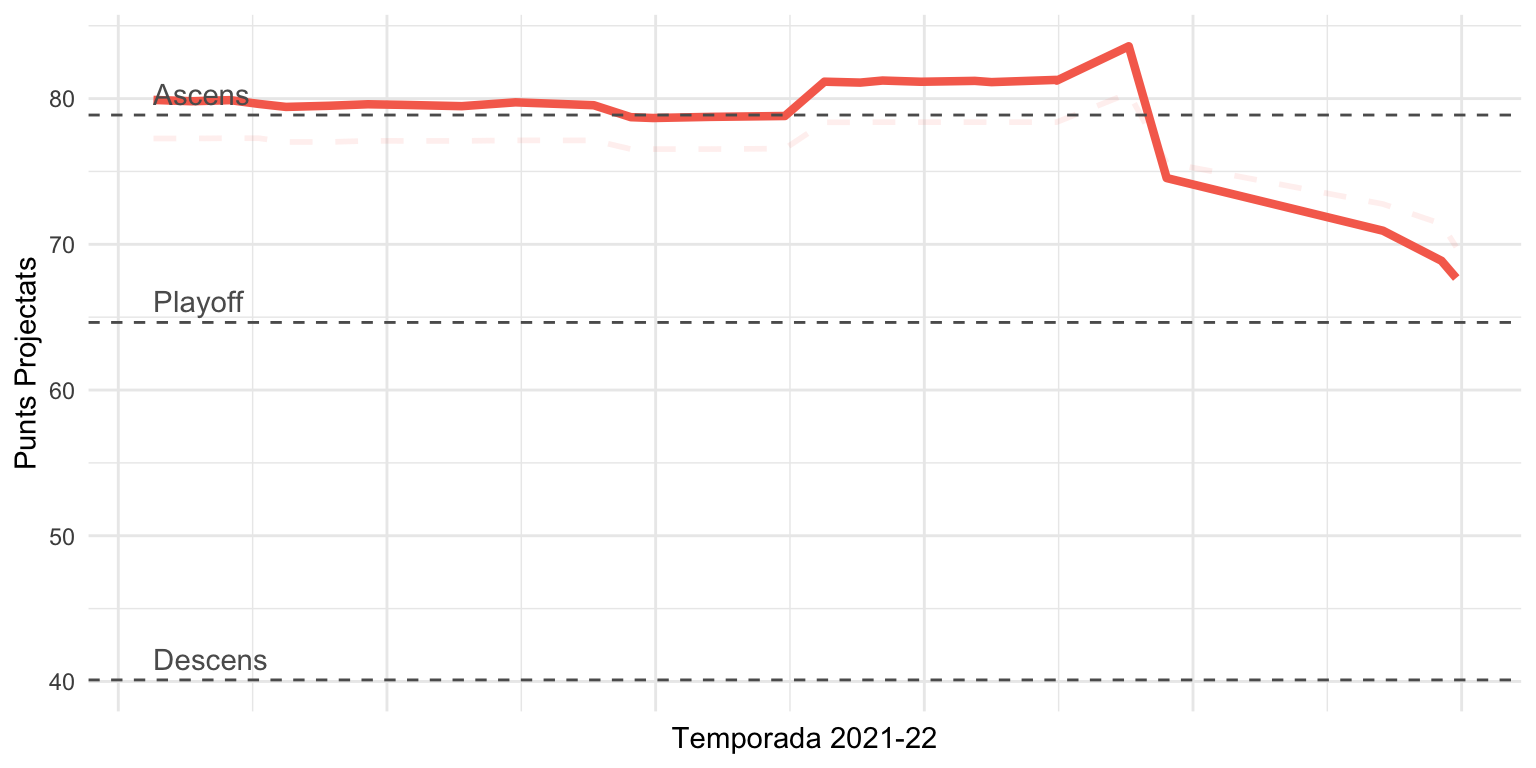 Punts Projectats
80
70
60
50
40
Ascens
Playoff
Descens
Temporada 2021-22